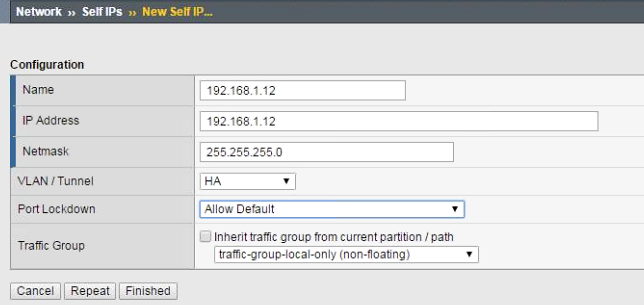 Network ›› Self IPs ›› New Self IP...
Configuration
Name 192.168.1.12
IP Address 192.168.1.12
Netmask 255.255.255.0
VLAN / Tunnel HA
Port Lockdown Allow Default
Traffic Group Inherit traffic group from current partition / path
traffic-group-local-only (non-floating)
Cancel Repeat Finished